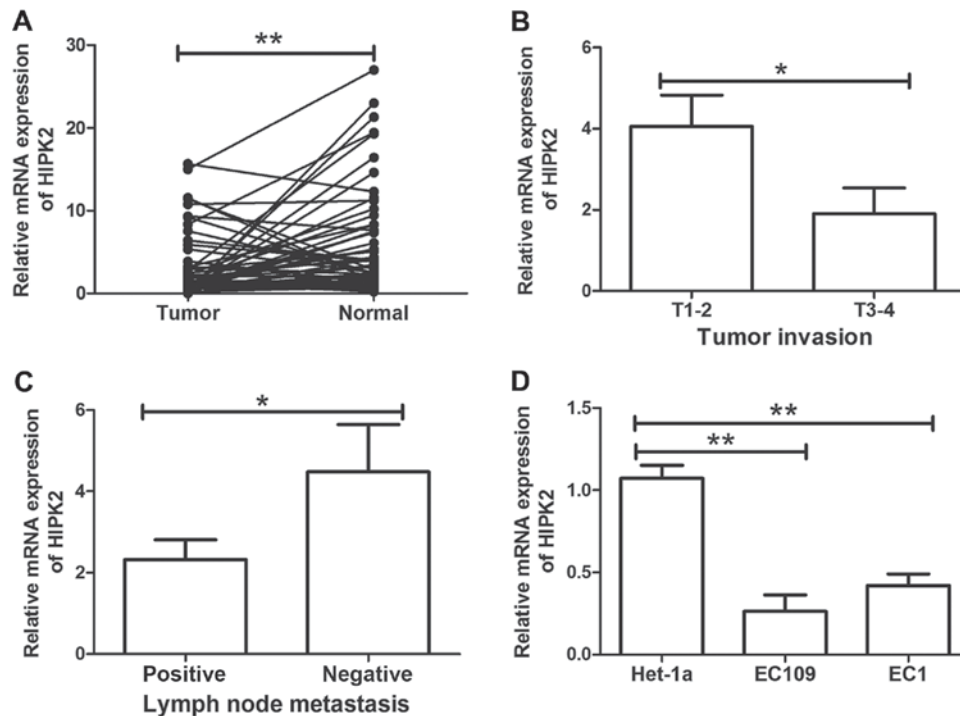 A
Relative mRNA expression
of HIPK2
30
20
10
0
**
Tumor
Normal
B
Relative mRNA expression
of HIPK2
6
4
2
0
*
T1-2
T3-4
Tumor invasion
C
Relative mRNA expression
of HIPK2
6
4
2
0
*
Positive
Negative
Lymph node metastasis
D
Relative mRNA expression
of HIPK2
1.5
1.0
0.5
0.0
**
**
Het-1a
EC109
EC1